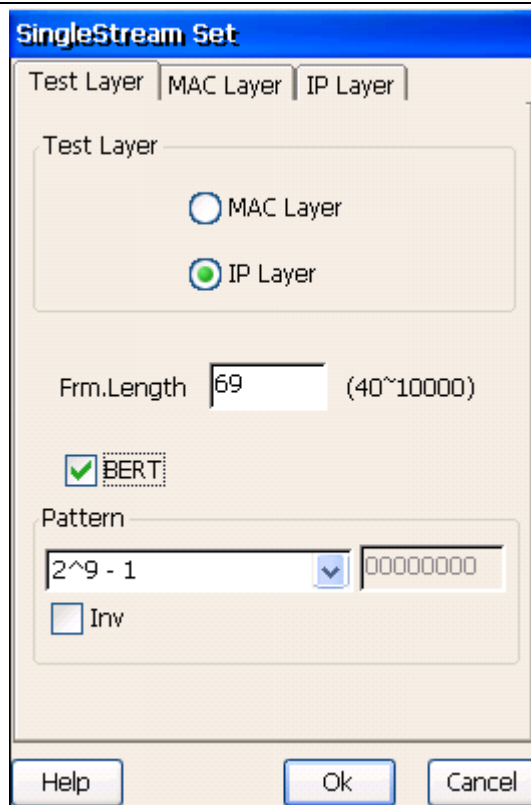 SingleStream Set
Test Layer MAC Layer IP Layer
Test Layer
MAC Layer
IP Layer
Frm.Length 69 (40~10000)
BERT
Pattern
2^9 - 1 00000000
Inv
Help Ok Cancel